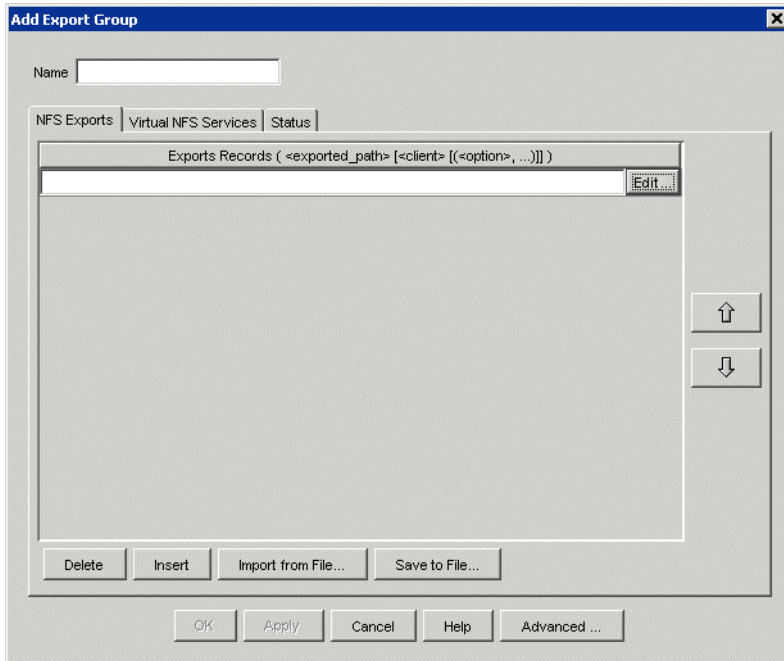 Add Export Group
Name
NFS Exports Virtual NFS Services Status
Exports Records ( <exported_path> [<client> [(<option>, ...)]] )
Edit...
Delete Insert Import from File... Save to File...
OK Apply Cancel Help Advanced ...